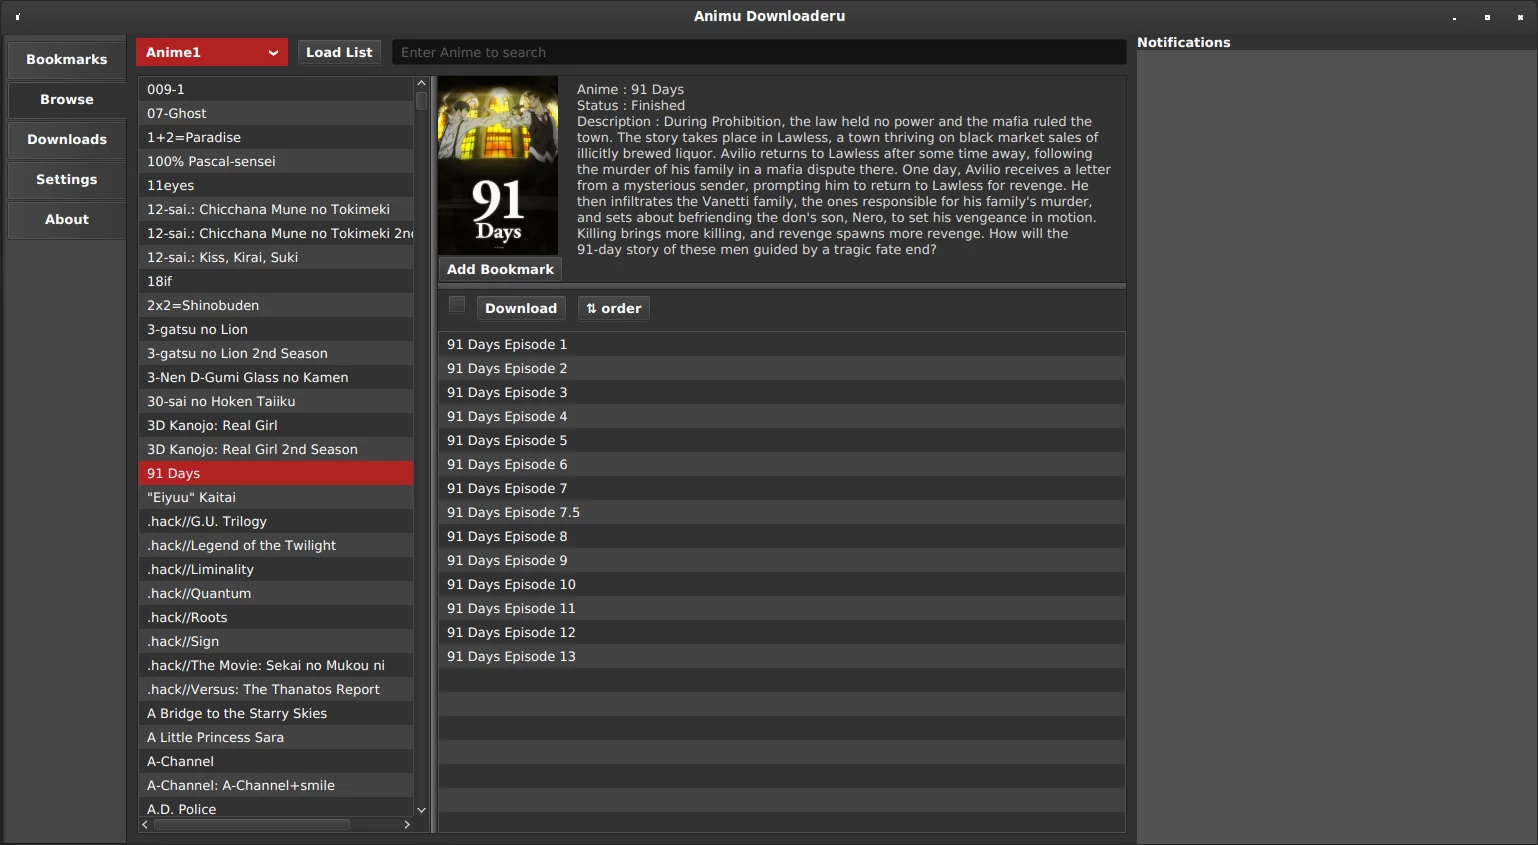 Animu Downloaderu
Bookmarks
Browse
Downloads
Settings
About
Anime1
Load List
Enter Anime to search
009-1
07-Ghost
1+2=Paradise
100% Pascal-sensei
11eyes
12-sai.: Chicchana Mune no Tokimeki
12-sai.: Chicchana Mune no Tokimeki 2nd
12-sai.: Kiss, Kirai, Suki
18if
2x2=Shinobuden
3-gatsu no Lion
3-gatsu no Lion 2nd Season
3-Nen D-Gumi Glass no Kamen
30-sai no Hoken Taiiku
3D Kanojo: Real Girl
3D Kanojo: Real Girl 2nd Season
91 Days
"Eiyuu" Kaitai
.hack//G.U. Trilogy
.hack//Legend of the Twilight
.hack//Liminality
.hack//Quantum
.hack//Roots
.hack//Sign
.hack//The Movie: Sekai no Mukou ni
.hack//Versus: The Thanatos Report
A Bridge to the Starry Skies
A Little Princess Sara
A-Channel
A-Channel: A-Channel+smile
A.D. Police
91
Days
Add Bookmark
Anime : 91 Days
Status : Finished
Description : During Prohibition, the law held no power and the mafia ruled the
town. The story takes place in Lawless, a town thriving on black market sales of
illicitly brewed liquor. Avilio returns to Lawless after some time away, following
the murder of his family in a mafia dispute there. One day, Avilio receives a letter
from a mysterious sender, prompting him to return to Lawless for revenge. He
then infiltrates the Vanetti family, the ones responsible for his family's murder,
and sets about befriending the don's son, Nero, to set his vengeance in motion.
Killing brings more killing, and revenge spawns more revenge. How will the
91-day story of these men guided by a tragic fate end?
Download
⇅ order
91 Days Episode 1
91 Days Episode 2
91 Days Episode 3
91 Days Episode 4
91 Days Episode 5
91 Days Episode 6
91 Days Episode 7
91 Days Episode 7.5
91 Days Episode 8
91 Days Episode 9
91 Days Episode 10
91 Days Episode 11
91 Days Episode 12
91 Days Episode 13
Notifications